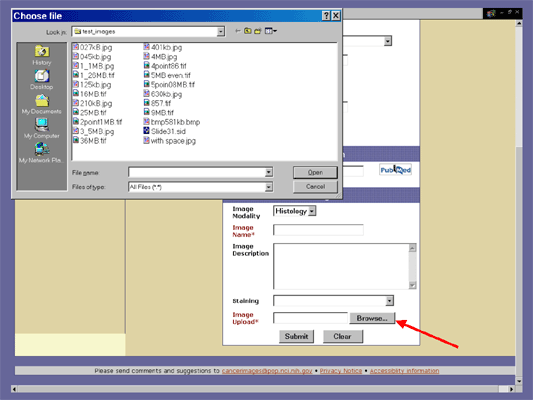 Choose file
Look in: test_images
027kB.jpg
045kb.jpg
1_1MB.jpg
1_26MB.tif
125kb.jpg
16MB.tif
210kB.jpg
25MB.tif
2point1MB.tif
3_5MB.jpg
36MB.tif
401kb.jpg
4MB.jpg
4point86.tif
5MB even.tif
5point08MB.tif
630kb.jpg
857.tif
9MB.tif
bmp581kb.bmp
Slide31.sid
with space.jpg
History
Desktop
My Documents
My Computer
My Network Pla...
File name: Open
Files of type: All Files (*.*) Cancel
Image Modality Histology
Image Name*
Image Description
Staining
Image Upload* Browse...
Submit Clear
Please send comments and suggestions to cancerimages@pop.nci.nih.gov • Privacy Notice • Accessibility Information